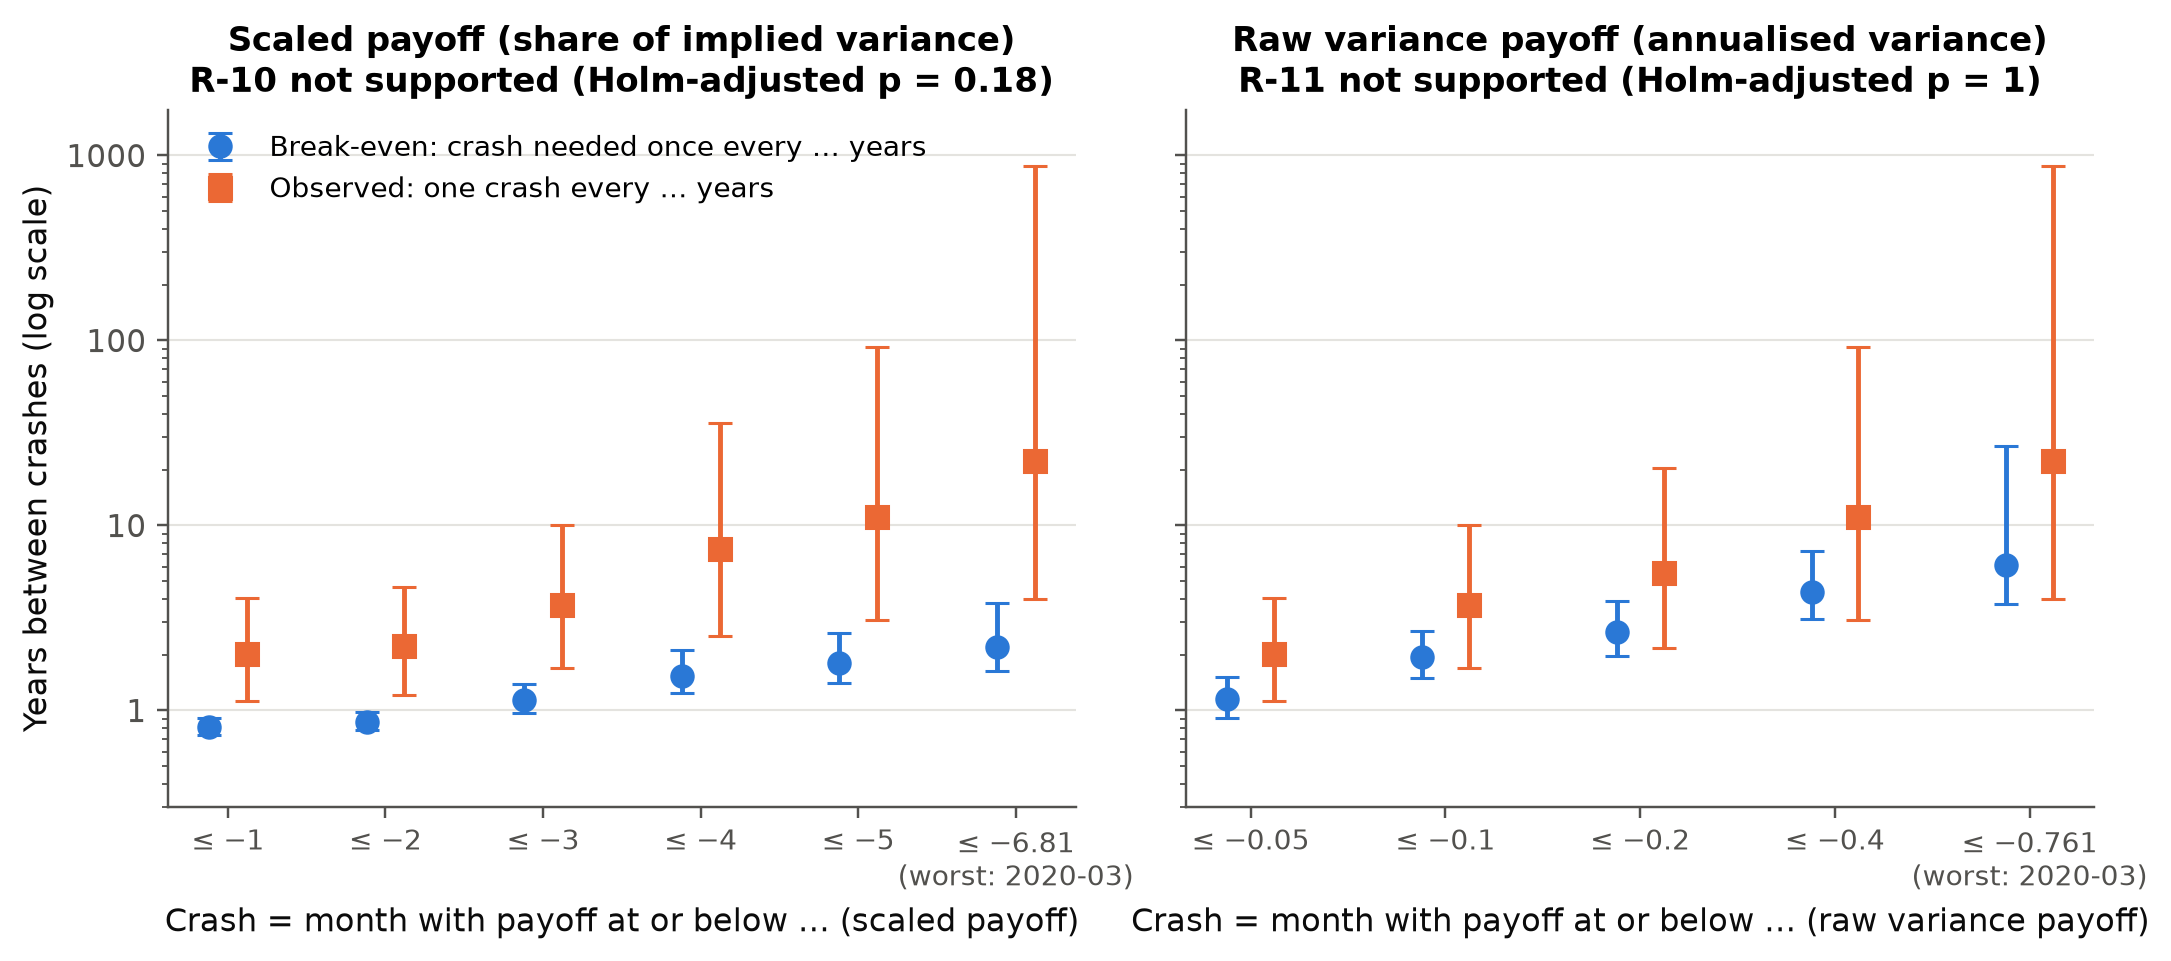 Scaled payoff (share of implied variance)
R-10 not supported (Holm-adjusted p = 0.18)
Break-even: crash needed once every … years
Observed: one crash every … years
Years between crashes (log scale)
1000
100
10
1
≤ −1
≤ −2
≤ −3
≤ −4
≤ −5
≤ −6.81
(worst: 2020-03)
Crash = month with payoff at or below … (scaled payoff)
Raw variance payoff (annualised variance)
R-11 not supported (Holm-adjusted p = 1)
≤ −0.05
≤ −0.1
≤ −0.2
≤ −0.4
≤ −0.761
(worst: 2020-03)
Crash = month with payoff at or below … (raw variance payoff)